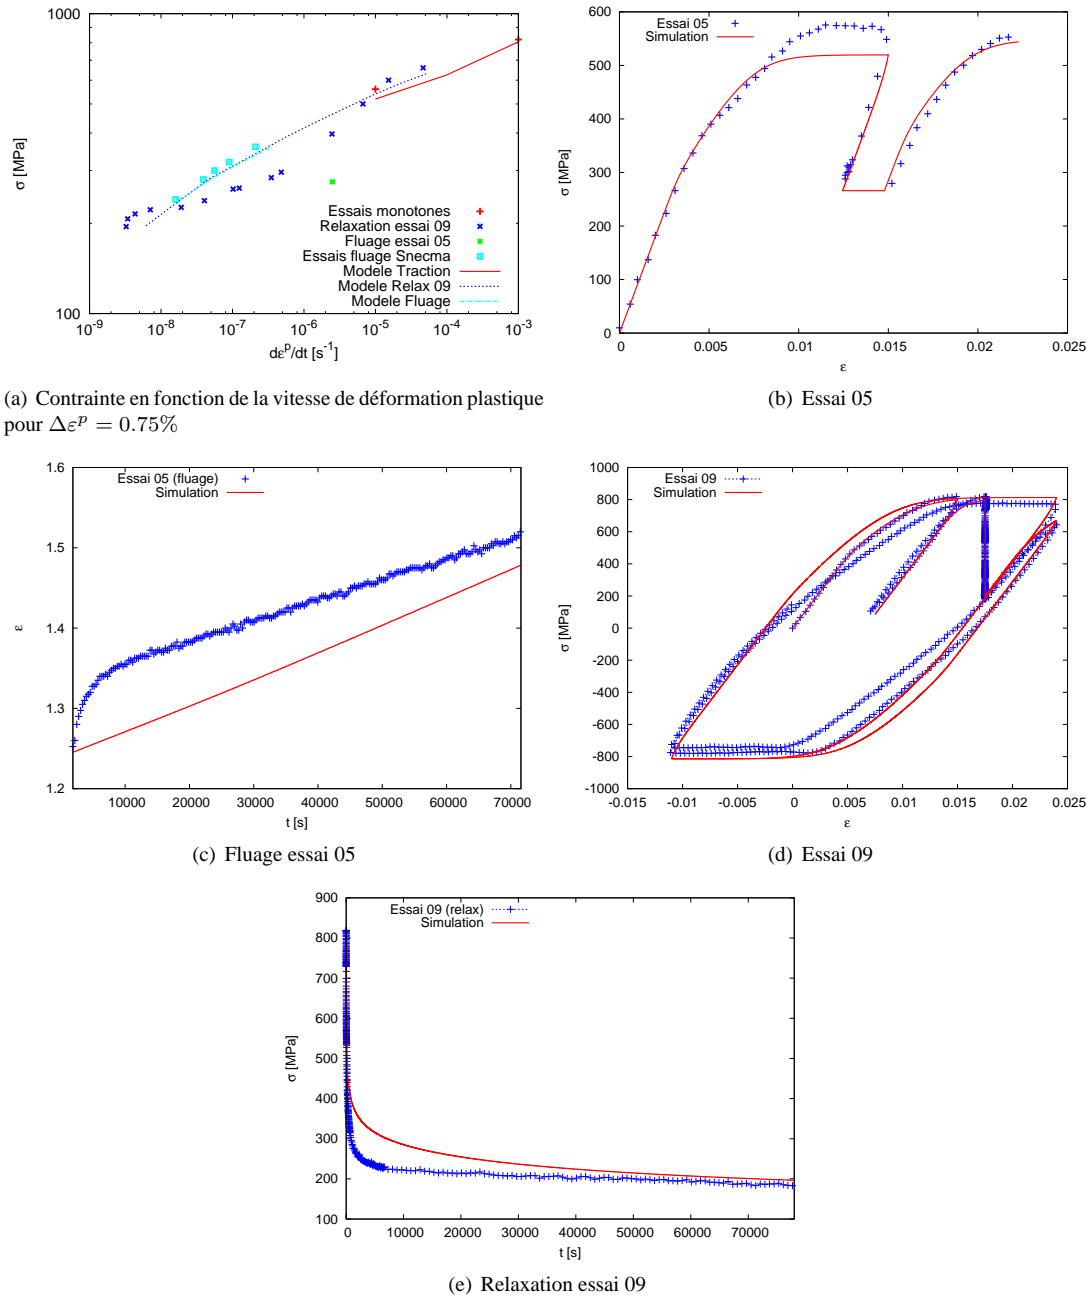 1000
100
σ [MPa]
10^-9
10^-8
10^-7
10^-6
10^-5
10^-4
10^-3
dε^p/dt [s^-1]
Essais monotones
Relaxation essai 09
Fluage essai 05
Essais fluage Snecma
Modele Traction
Modele Relax 09
Modele Fluage
(a) Contrainte en fonction de la vitesse de déformation plastique
pour Δε^p = 0.75%
600
500
400
300
200
100
0
σ [MPa]
0
0.005
0.01
0.015
0.02
0.025
ε
Essai 05
Simulation
(b) Essai 05
1.6
1.5
1.4
1.3
1.2
ε
10000
20000
30000
40000
50000
60000
70000
t [s]
Essai 05 (fluage)
Simulation
(c) Fluage essai 05
1000
800
600
400
200
0
-200
-400
-600
-800
-1000
σ [MPa]
-0.015
-0.01
-0.005
0
0.005
0.01
0.015
0.02
0.025
ε
Essai 09
Simulation
(d) Essai 09
900
800
700
600
500
400
300
200
100
σ [MPa]
0
10000
20000
30000
40000
50000
60000
70000
t [s]
Essai 09 (relax)
Simulation
(e) Relaxation essai 09